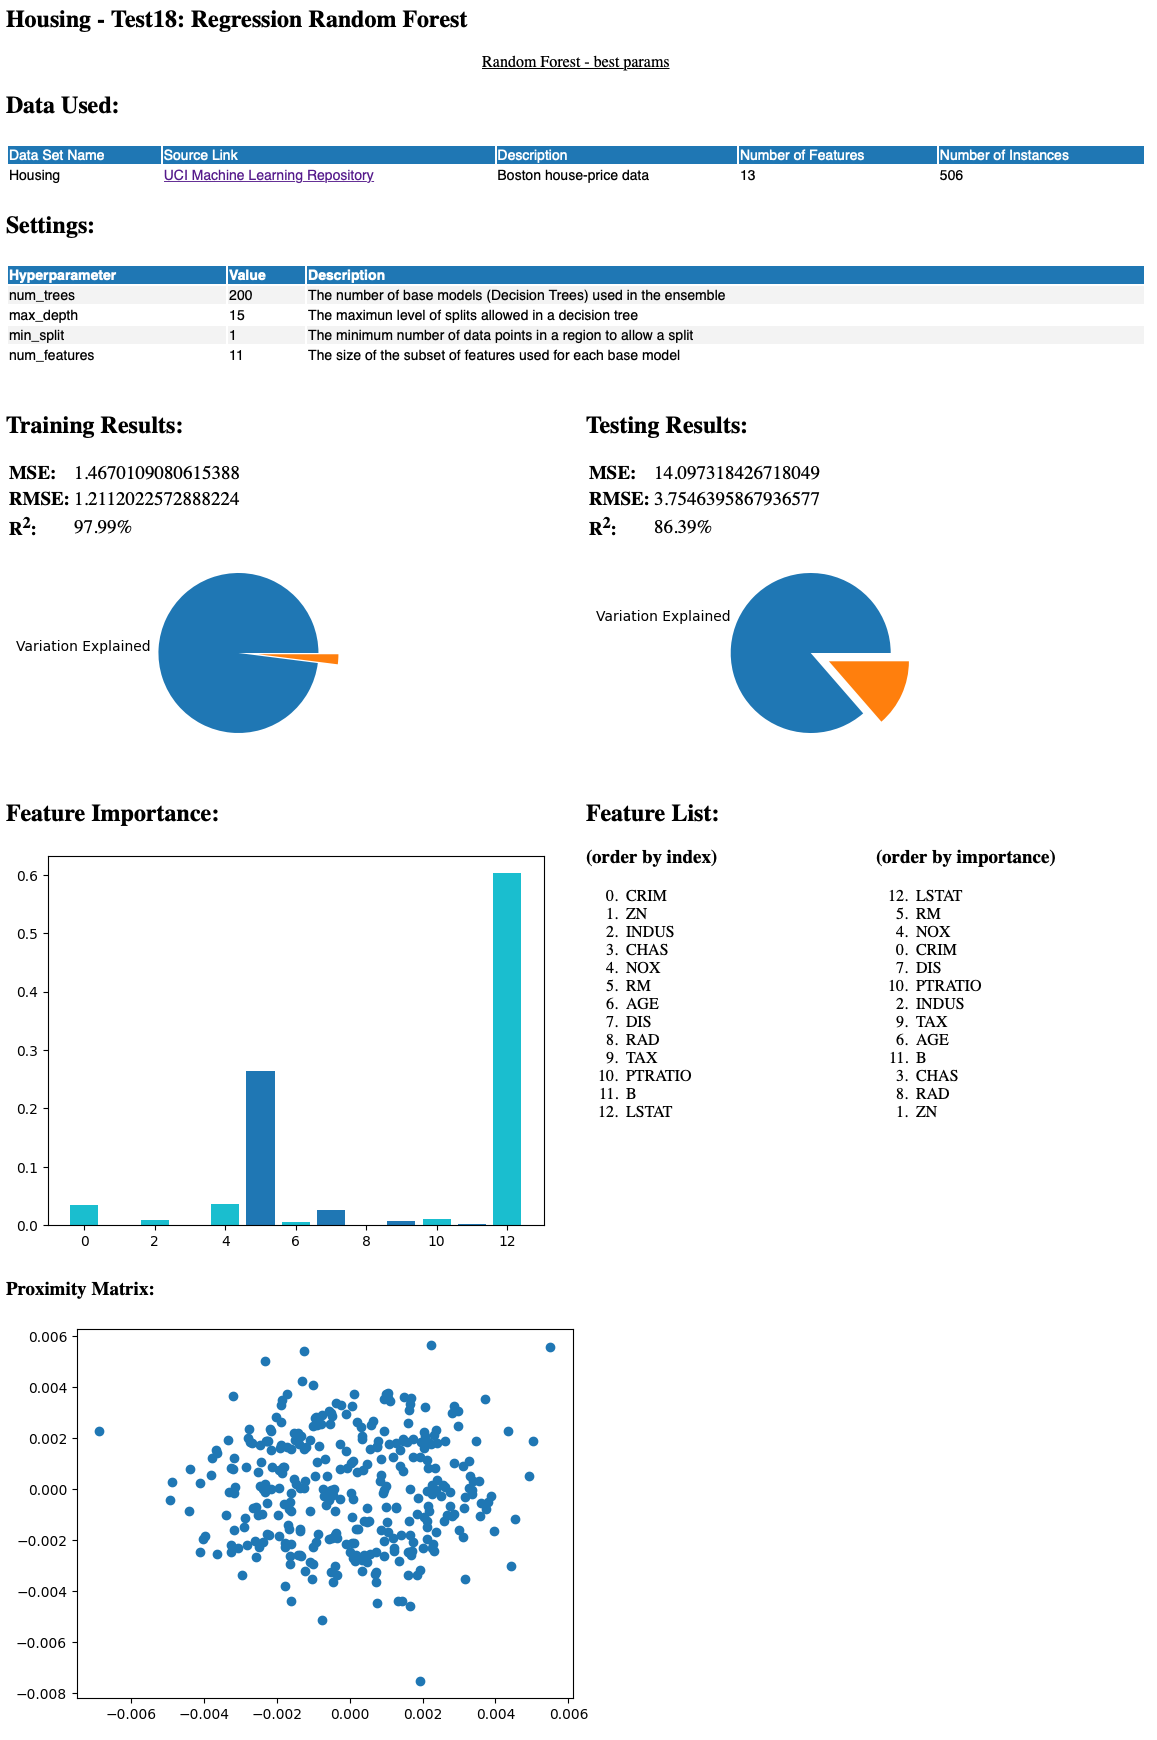 Housing - Test18: Regression Random Forest
Random Forest - best params
Data Used:
Data Set Name Source Link Description Number of Features Number of Instances
Housing UCI Machine Learning Repository Boston house-price data 13 506
Settings:
Hyperparameter Value Description
num_trees 200 The number of base models (Decision Trees) used in the ensemble
max_depth 15 The maximun level of splits allowed in a decision tree
min_split 1 The minimum number of data points in a region to allow a split
num_features 11 The size of the subset of features used for each base model
Training Results:
MSE: 1.4670109080615388
RMSE: 1.2112022572888224
R2: 97.99%
Variation Explained
Testing Results:
MSE: 14.097318426718049
RMSE: 3.7546395867936577
R2: 86.39%
Variation Explained
Feature Importance:
0.6
0.5
0.4
0.3
0.2
0.1
0.0
0 2 4 6 8 10 12
Feature List:
(order by index)
0. CRIM
1. ZN
2. INDUS
3. CHAS
4. NOX
5. RM
6. AGE
7. DIS
8. RAD
9. TAX
10. PTRATIO
11. B
12. LSTAT
(order by importance)
12. LSTAT
5. RM
4. NOX
0. CRIM
7. DIS
10. PTRATIO
2. INDUS
9. TAX
6. AGE
11. B
3. CHAS
8. RAD
1. ZN
Proximity Matrix:
0.006
0.004
0.002
0.000
−0.002
−0.004
−0.006
−0.008
−0.006 −0.004 −0.002 0.000 0.002 0.004 0.006